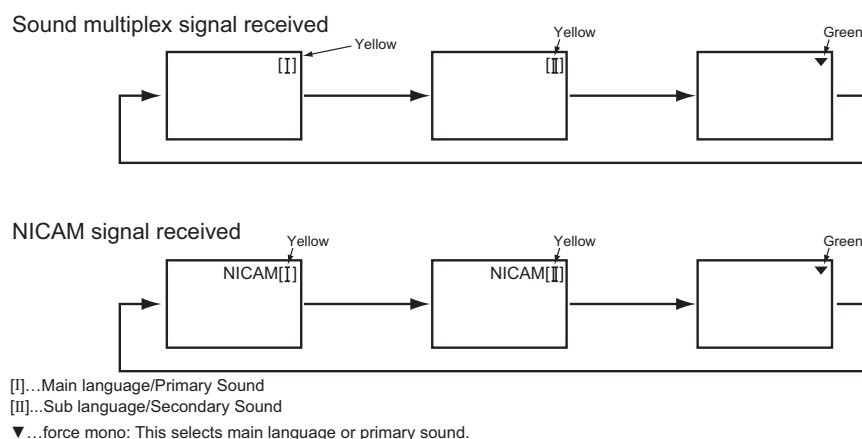 Sound multiplex signal received
Yellow
Yellow
Green
[I]
[II]
▼
NICAM signal received
Yellow
Yellow
Green
NICAM[I]
NICAM[II]
▼
[I]...Main language/Primary Sound
[II]...Sub language/Secondary Sound
▼...force mono: This selects main language or primary sound.